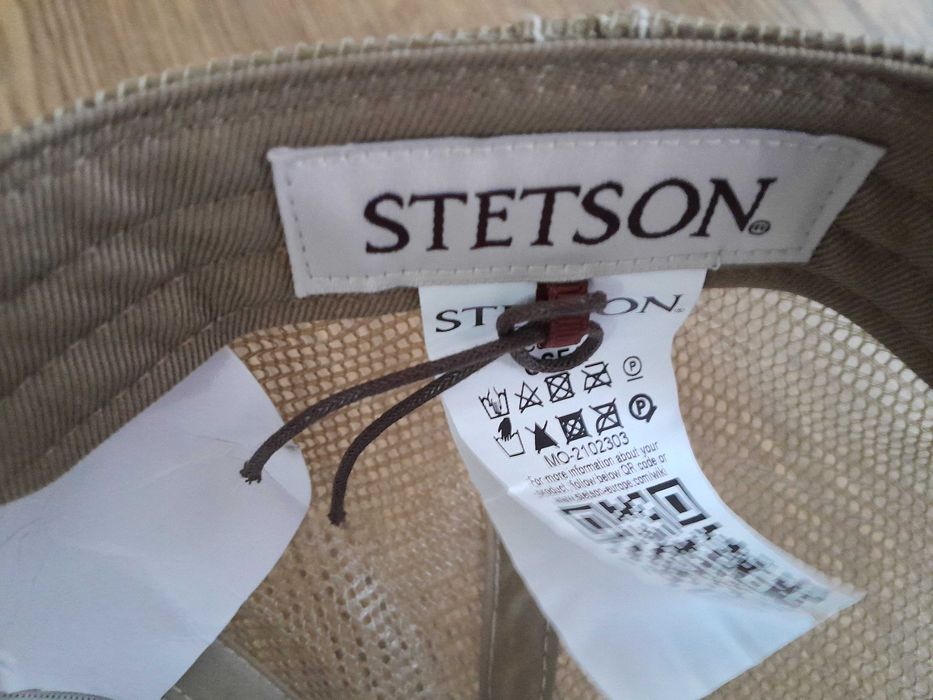 STETSON®
P
P
MO-2102303
For more information about your
product follow below QR code or
www.stetson-europe.com/wiki